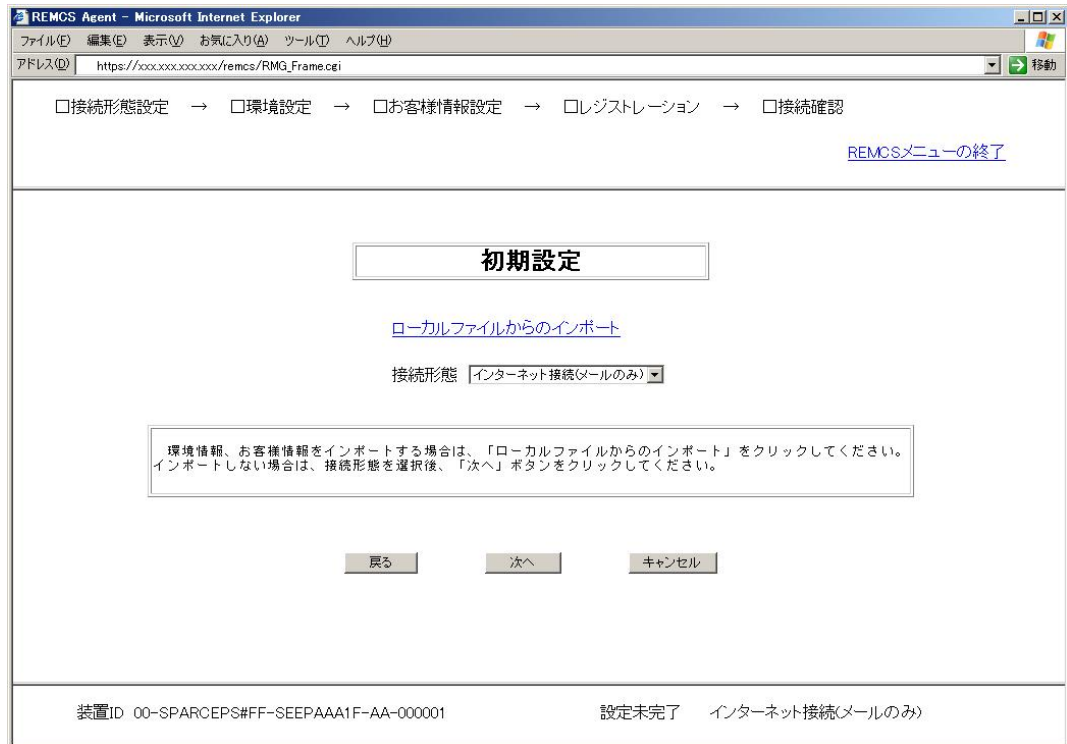 REMCS Agent - Microsoft Internet Explorer
ファイル(F) 編集(E) 表示(V) お気に入り(A) ツール(T) ヘルプ(H)
アドレス(D) https://xxx.xxx.xxx.xxx/remcs/RMG_Frame.cgi 移動
□接続形態設定 → □環境設定 → □お客様情報設定 → □レジストレーション → □接続確認
REMCSメニューの終了
初期設定
ローカルファイルからのインポート
接続形態 インターネット接続(メールのみ)
環境情報、お客様情報をインポートする場合は、「ローカルファイルからのインポート」をクリックしてください。
インポートしない場合は、接続形態を選択後、「次へ」ボタンをクリックしてください。
戻る 次へ キャンセル
装置ID 00-SPARCEPS#FF-SEEPAAA1F-AA-000001 設定未完了 インターネット接続(メールのみ)